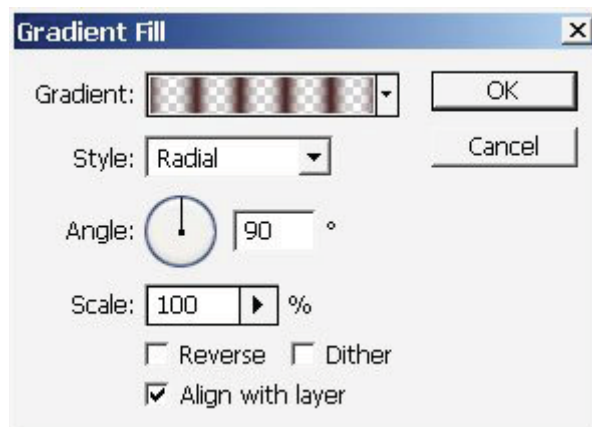 Gradient Fill
Gradient: OK
Style: Radial Cancel
Angle: 90 °
Scale: 100 %
Reverse Dither
Align with layer